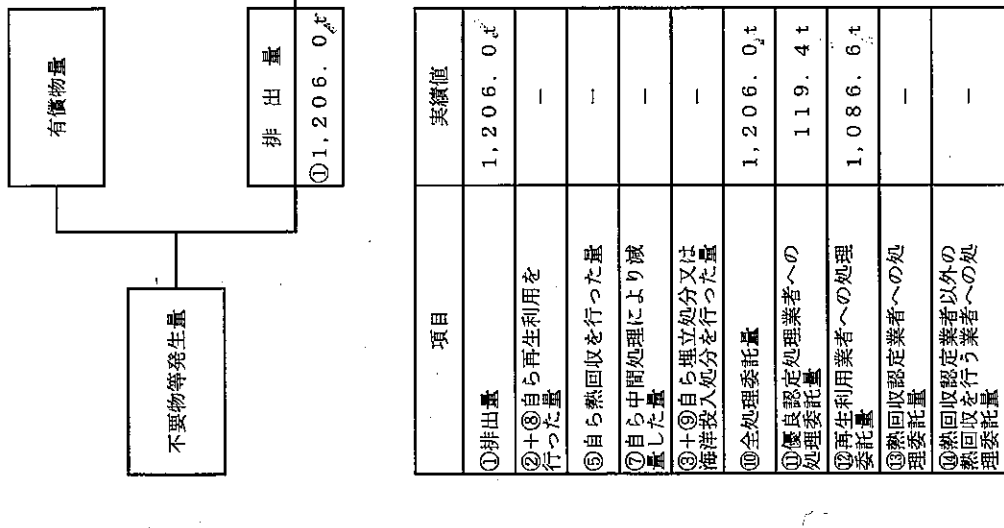 有償物量
不要物等発生量
排出量
①1,206.0t
項目
実績値
①排出量
1,206.0t
②+⑧自ら再生利用を
行った量
－
⑤自ら熱回収を行った量
－
⑦自ら中間処理により減
量した量
－
③+⑨自ら埋立処分又は
海洋投入処分を行った量
－
⑩全処理委託量
1,206.0t
⑪優良認定処理業者への
処理委託量
119.4t
⑫再生利用業者への処理
委託量
1,086.6t
⑬熱回収認定業者への処
理委託量
－
⑭熱回収認定業者以外の
熱回収を行う業者への処
理委託量
－